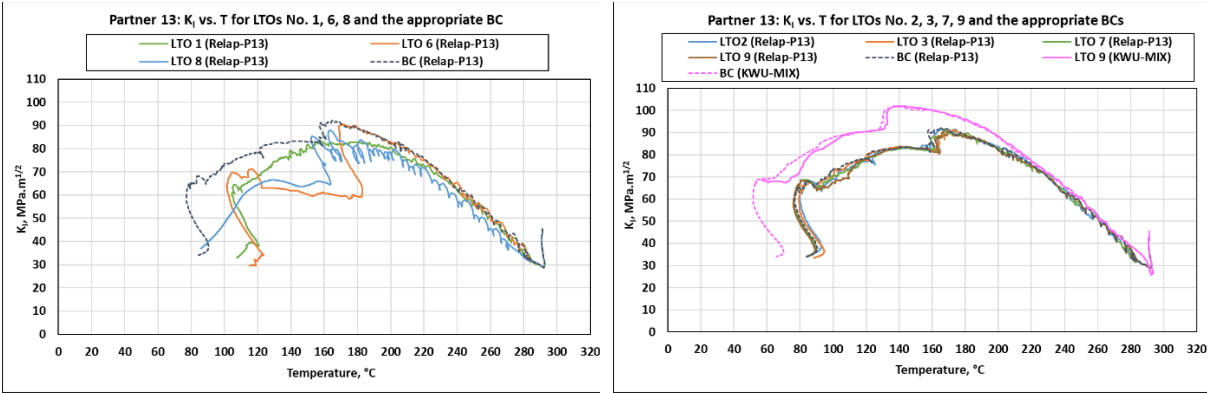 Partner 13: KI vs. T for LTOs No. 1, 6, 8 and the appropriate BC
LTO 1 (Relap-P13) LTO 6 (Relap-P13)
LTO 8 (Relap-P13) BC (Relap-P13)
110
100
90
80
70
60
50
40
30
20
10
0
KI, MPa.m1/2
0 20 40 60 80 100 120 140 160 180 200 220 240 260 280 300 320
Temperature, °C
Partner 13: KI vs. T for LTOs No. 2, 3, 7, 9 and the appropriate BCs
LTO2 (Relap-P13) LTO 3 (Relap-P13) LTO 7 (Relap-P13)
LTO 9 (Relap-P13) BC (Relap-P13) LTO 9 (KWU-MIX)
BC (KWU-MIX)
110
100
90
80
70
60
50
40
30
20
10
0
KI, MPa.m1/2
0 20 40 60 80 100 120 140 160 180 200 220 240 260 280 300 320
Temperature, °C